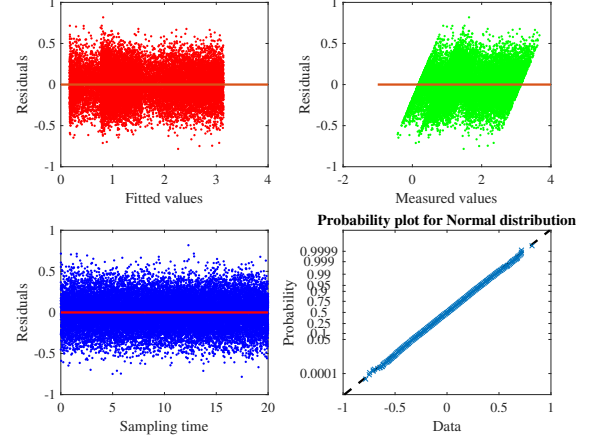 1
0.5
0
-0.5
-1
Residuals
0 1 2 3 4
Fitted values
1
0.5
0
-0.5
-1
Residuals
-2 0 2 4
Measured values
1
0.5
0
-0.5
-1
Residuals
0 5 10 15 20
Sampling time
Probability plot for Normal distribution
0.9999
0.999
0.99
0.95
0.9
0.75
0.5
0.25
0.1
0.05
0.0001
Probability
-1 -0.5 0 0.5 1
Data